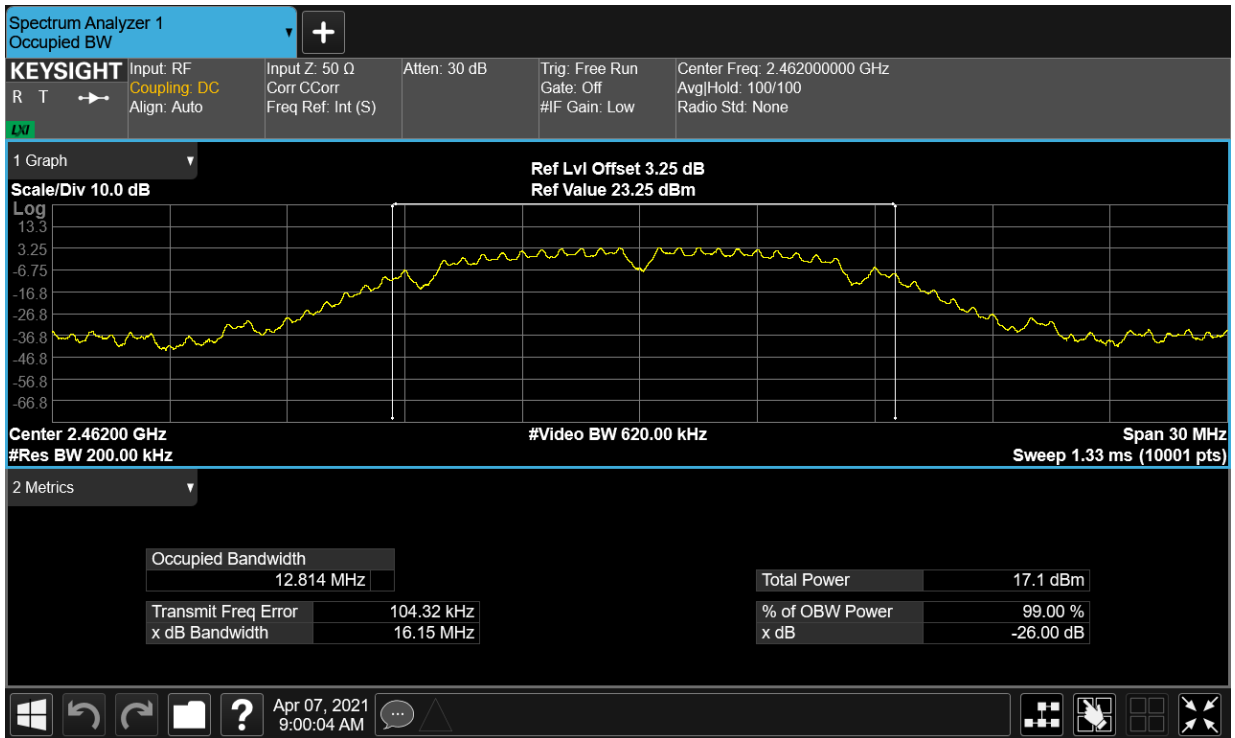 Spectrum Analyzer 1
Occupied BW
KEYSIGHT
R T
LXI
Input: RF
Coupling: DC
Align: Auto
Input Z: 50 Ω
Corr CCorr
Freq Ref: Int (S)
Atten: 30 dB
Trig: Free Run
Gate: Off
#IF Gain: Low
Center Freq: 2.462000000 GHz
Avg|Hold: 100/100
Radio Std: None
1 Graph
Scale/Div 10.0 dB
Ref Lvl Offset 3.25 dB
Ref Value 23.25 dBm
Log
13.3
3.25
-6.75
-16.8
-26.8
-36.8
-46.8
-56.8
-66.8
Center 2.46200 GHz
#Video BW 620.00 kHz
Span 30 MHz
#Res BW 200.00 kHz
Sweep 1.33 ms (10001 pts)
2 Metrics
Occupied Bandwidth
12.814 MHz
Transmit Freq Error 104.32 kHz
x dB Bandwidth 16.15 MHz
Total Power 17.1 dBm
% of OBW Power 99.00 %
x dB -26.00 dB
?
Apr 07, 2021
9:00:04 AM